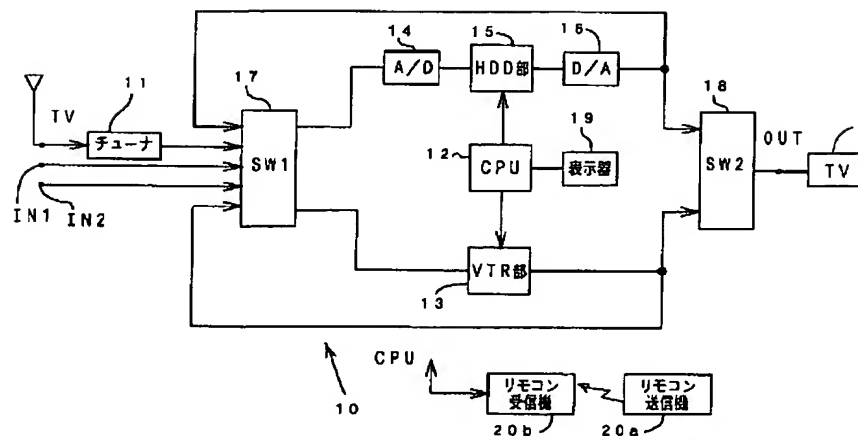 14
15
16
A/D
HDD部
D/A
17
18
11
TV
チューナ
19
SW1
12
CPU
表示器
SW2
OUT
TV
IN1
IN2
VTR部
13
CPU
10
リモコン
受信機
リモコン
送信機
20b
20a